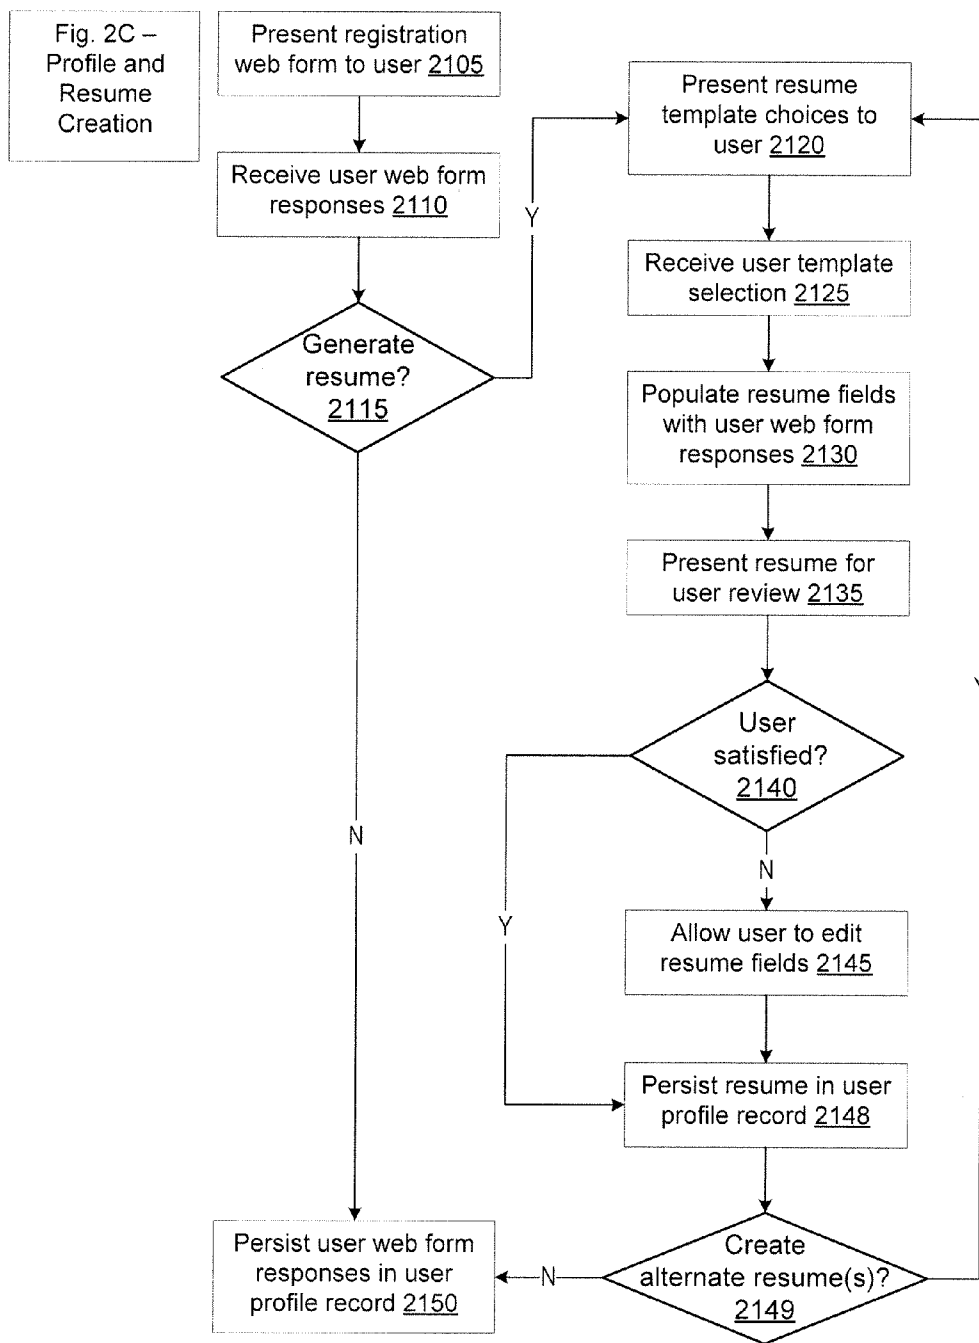 Fig. 2C –
Profile and
Resume
Creation
Present registration
web form to user 2105
Receive user web form
responses 2110
Generate
resume?
2115
Y
N
Present resume
template choices to
user 2120
Receive user template
selection 2125
Populate resume fields
with user web form
responses 2130
Present resume for
user review 2135
User
satisfied?
2140
N
Y
Allow user to edit
resume fields 2145
Persist resume in user
profile record 2148
Create
alternate resume(s)?
2149
N
Persist user web form
responses in user
profile record 2150